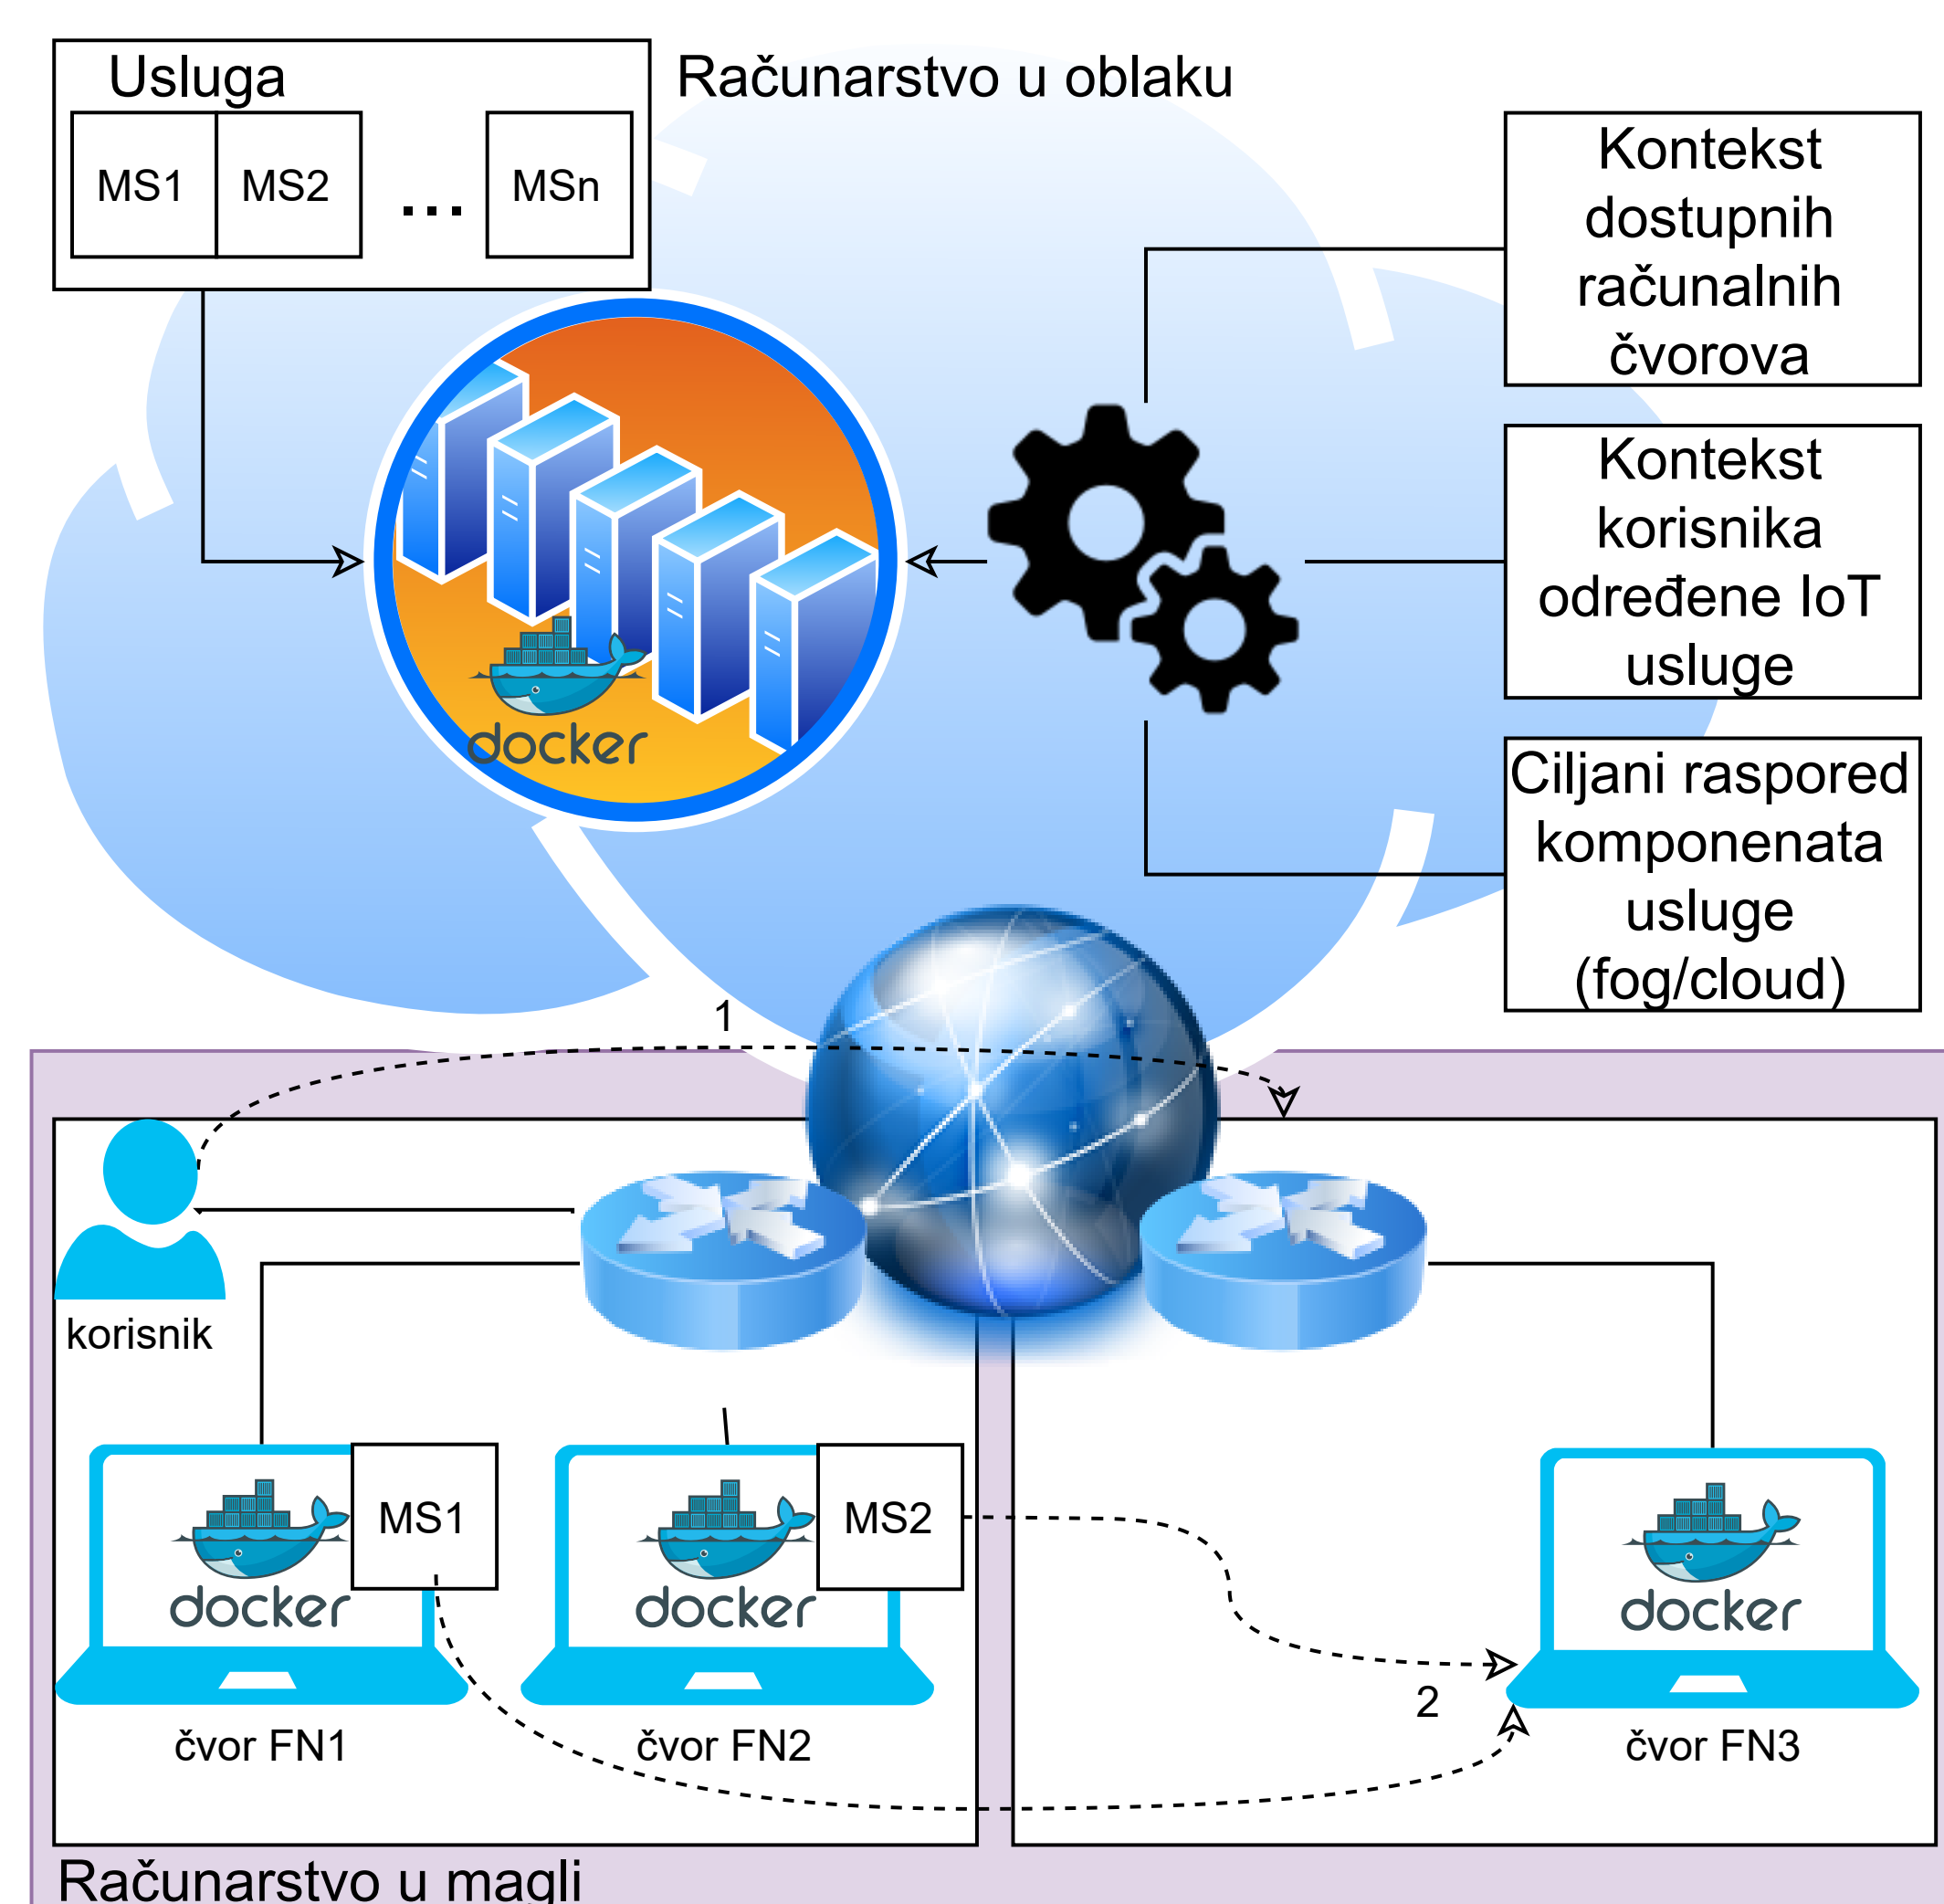 Usluga
MS1 MS2 ... MSn
Računarstvo u oblaku
Kontekst
dostupnih
računalnih
čvorova
Kontekst
korisnika
određene IoT
usluge
Ciljani raspored
komponenata
usluge
(fog/cloud)
docker
1
korisnik
MS1
docker
čvor FN1
MS2
docker
čvor FN2
2
docker
čvor FN3
Računarstvo u magli